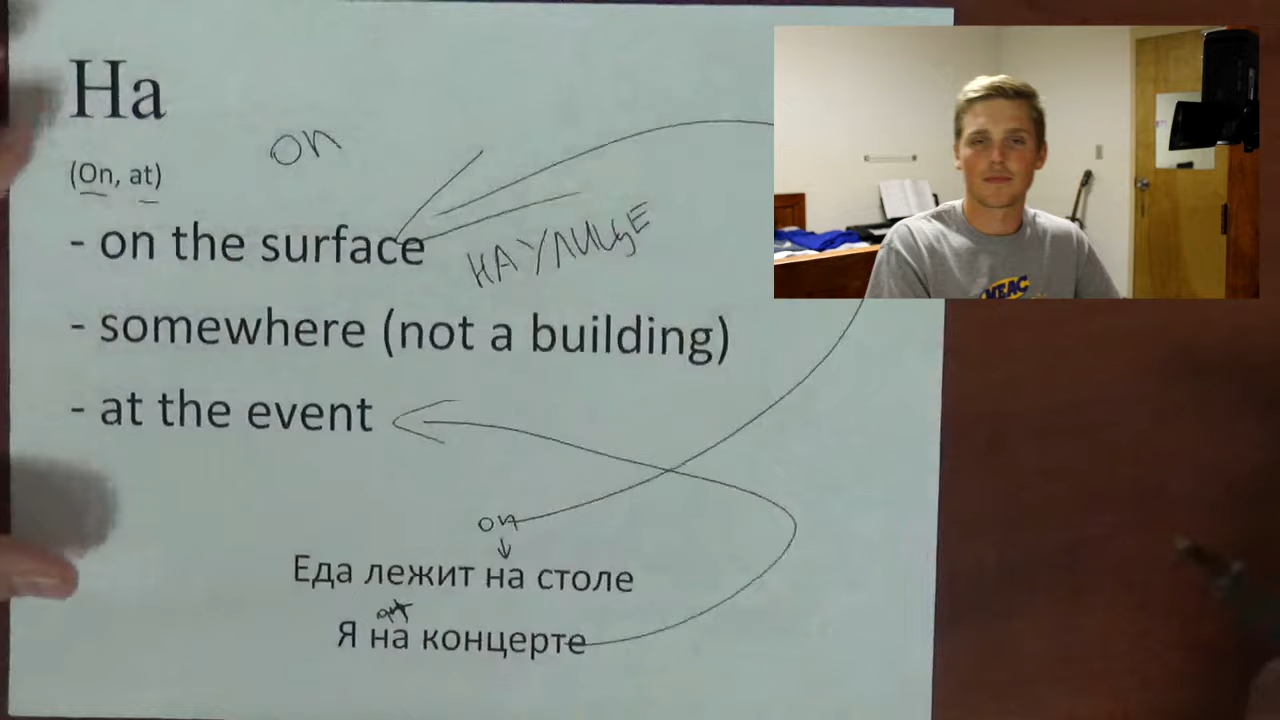 На
on
(On, at)
- on the surface
НА УЛИЦЕ
- somewhere (not a building)
- at the event
on
Еда лежит на столе
at
Я на концерте
MEAC